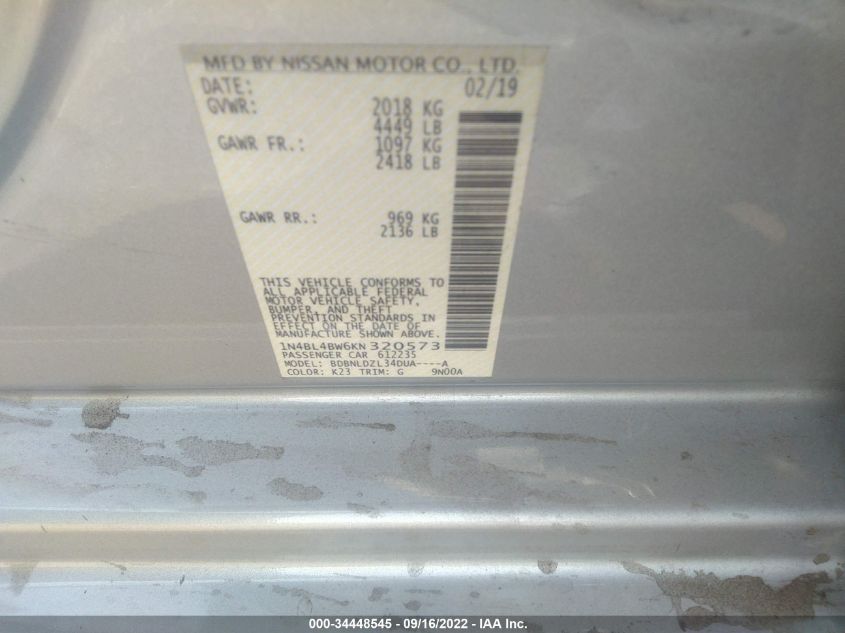 MFD BY NISSAN MOTOR CO., LTD.
DATE: 02/19
GVWR: 2018 KG
4449 LB
GAWR FR.: 1097 KG
2418 LB
GAWR RR.: 969 KG
2136 LB
THIS VEHICLE CONFORMS TO
ALL APPLICABLE FEDERAL
MOTOR VEHICLE SAFETY,
BUMPER, AND THEFT
PREVENTION STANDARDS IN
EFFECT ON THE DATE OF
MANUFACTURE SHOWN ABOVE.
1N4BL4BW6KN320573
PASSENGER CAR 612235
MODEL: BDBNLDZL34DUA----A
COLOR: K23 TRIM: G 9N00A
000-34448545 - 09/16/2022 - IAA Inc.